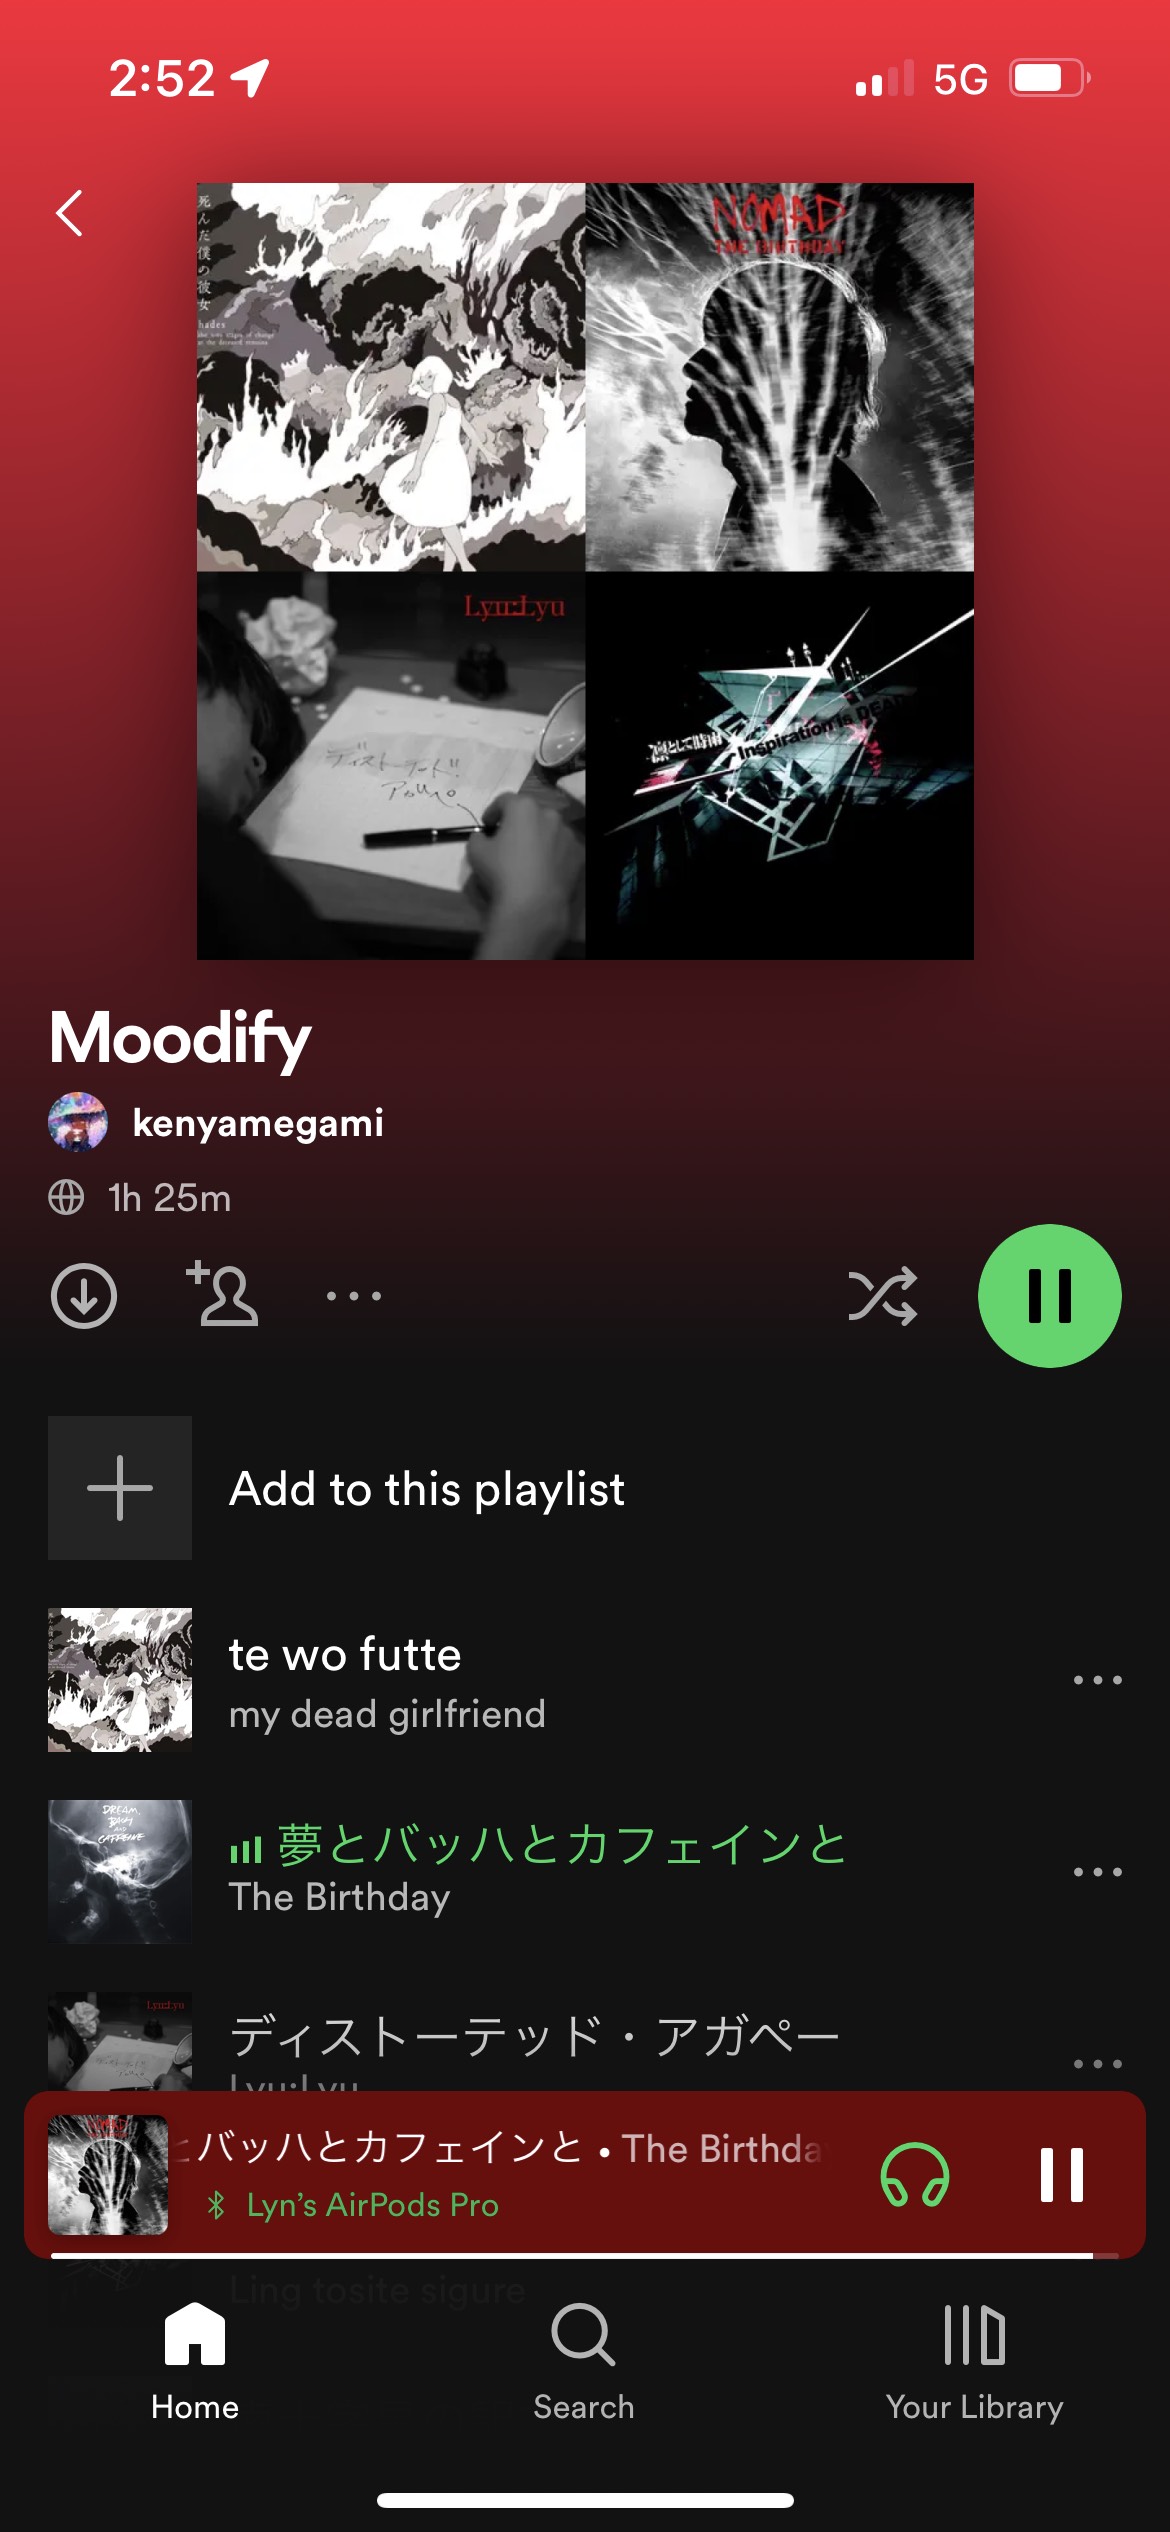 2:52
5G
死んだ僕の彼女
hades
NOMAD
THE BIRTHDAY
Lyu:Lyu
ディストーテッド・
アガペー
凛として時雨
Inspiration is DEAD
Moodify
kenyamegami
1h 25m
Add to this playlist
te wo futte
my dead girlfriend
DREAM,
BACH
AND
CAFFEINE
夢とバッハとカフェインと
The Birthday
Lyu:Lyu
ディストーテッド・アガペー
Lyu:Lyu
とバッハとカフェインと • The Birthda
Lyn's AirPods Pro
Ling tosite sigure
Home
Search
Your Library